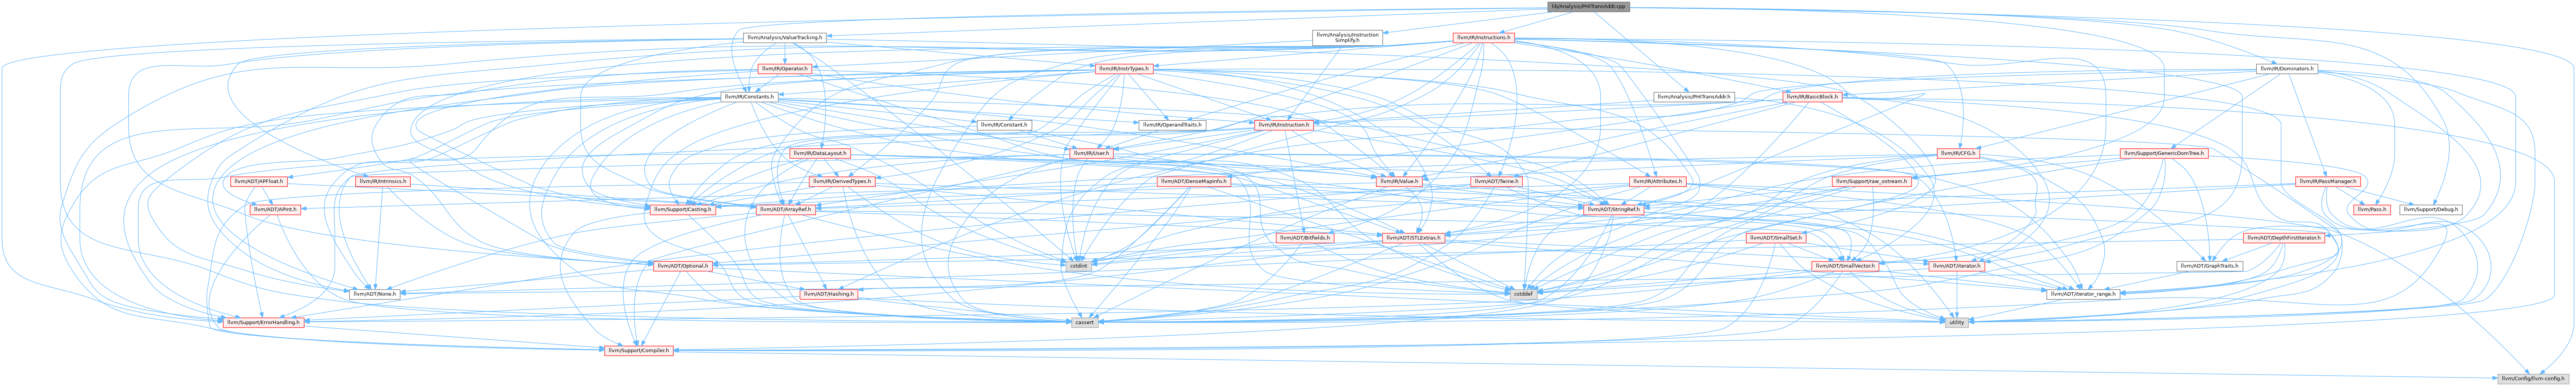 lib/Analysis/PHITransAddr.cpp
llvm/Analysis/ValueTracking.h
llvm/Analysis/Instruction
Simplify.h
llvm/IR/Instructions.h
llvm/IR/Operator.h
llvm/IR/InstrTypes.h
llvm/IR/Dominators.h
llvm/IR/Constants.h
llvm/Analysis/PHITransAddr.h
llvm/IR/BasicBlock.h
llvm/IR/Constant.h
llvm/IR/OperandTraits.h
llvm/IR/Instruction.h
llvm/IR/DataLayout.h
llvm/IR/User.h
llvm/IR/CFG.h
llvm/Support/GenericDomTree.h
llvm/ADT/APFloat.h
llvm/IR/Intrinsics.h
llvm/IR/DerivedTypes.h
llvm/ADT/DenseMapInfo.h
llvm/IR/Value.h
llvm/ADT/Twine.h
llvm/IR/Attributes.h
llvm/Support/raw_ostream.h
llvm/IR/PassManager.h
llvm/ADT/APInt.h
llvm/Support/Casting.h
llvm/ADT/ArrayRef.h
llvm/ADT/StringRef.h
llvm/Pass.h
llvm/Support/Debug.h
llvm/ADT/Bitfields.h
llvm/ADT/STLExtras.h
llvm/ADT/SmallSet.h
llvm/ADT/DepthFirstIterator.h
llvm/ADT/Optional.h
cstdint
llvm/ADT/SmallVector.h
llvm/ADT/iterator.h
llvm/ADT/GraphTraits.h
llvm/ADT/None.h
llvm/ADT/Hashing.h
cstddef
llvm/ADT/iterator_range.h
llvm/Support/ErrorHandling.h
cassert
utility
llvm/Support/Compiler.h
llvm/Config/llvm-config.h